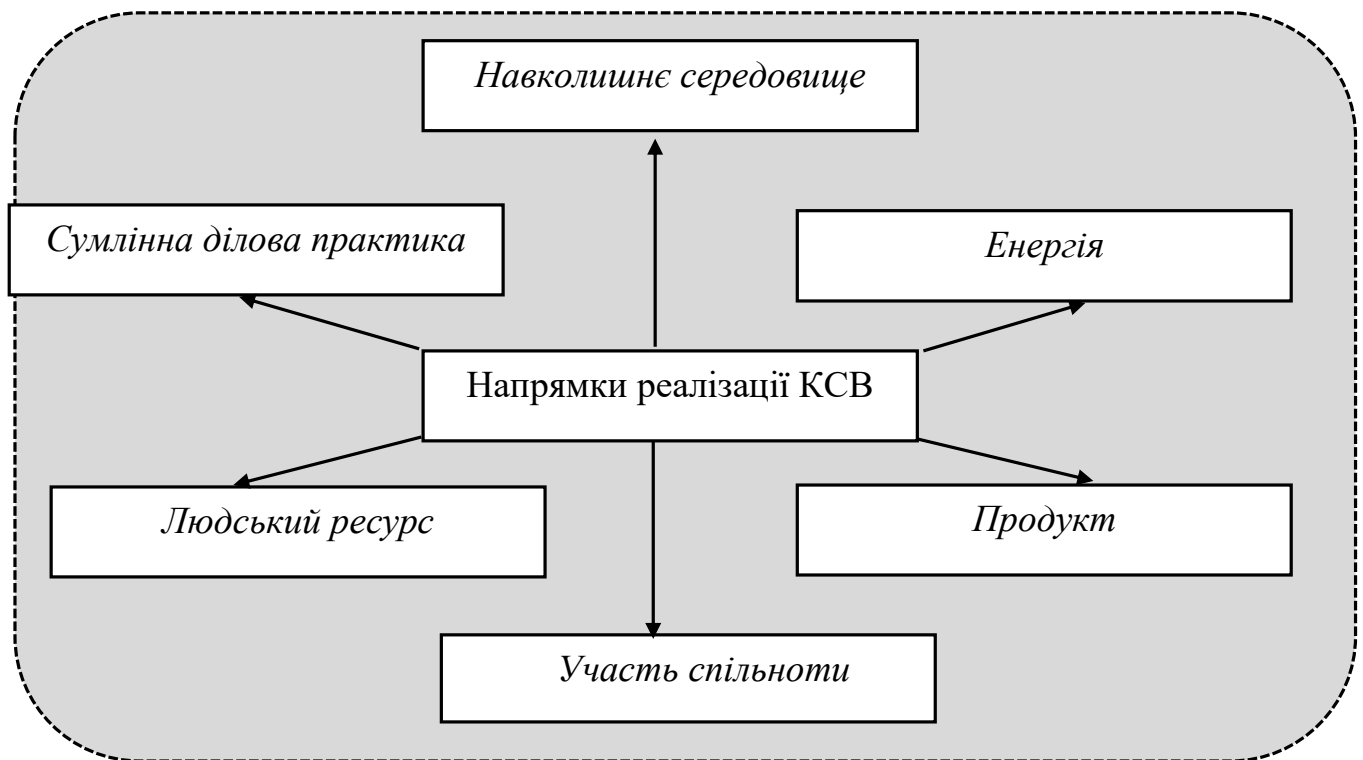 Навколишнє середовище
Сумлінна ділова практика
Енергія
Напрямки реалізації КСВ
Людський ресурс
Продукт
Участь спільноти